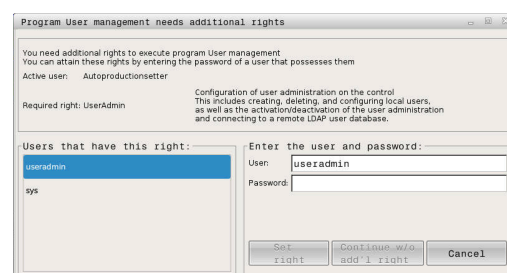 Program User management needs additional rights
You need additional rights to execute program User management
You can attain these rights by entering the password of a user that possesses them
Active user: Autoproductionsetter
Required right: UserAdmin
Configuration of user administration on the control
This includes creating, deleting, and configuring local users,
as well as the activation/deactivation of the user administration
and connecting to a remote LDAP user database.
Users that have this right:
useradmin
sys
Enter the user and password:
User: useradmin
Password:
Set right
Continue w/o add'l right
Cancel